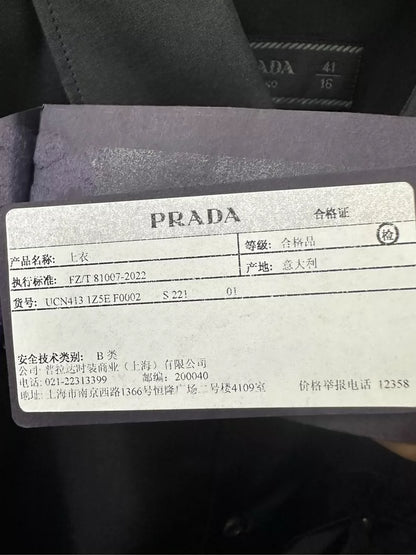 ADA 41
NO 16
PRADA 合格证
产品名称: 上衣 等级: 合格品 检
执行标准: FZ/T 81007-2022 产地: 意大利
货号: UCN413 1Z5E F0002 S 221 01
安全技术类别: B 类
公司: 普拉达时装商业（上海）有限公司
电话: 021-22313399 邮编: 200040
地址: 上海市南京西路1366号恒隆广场二号楼4109室 价格举报电话 12358